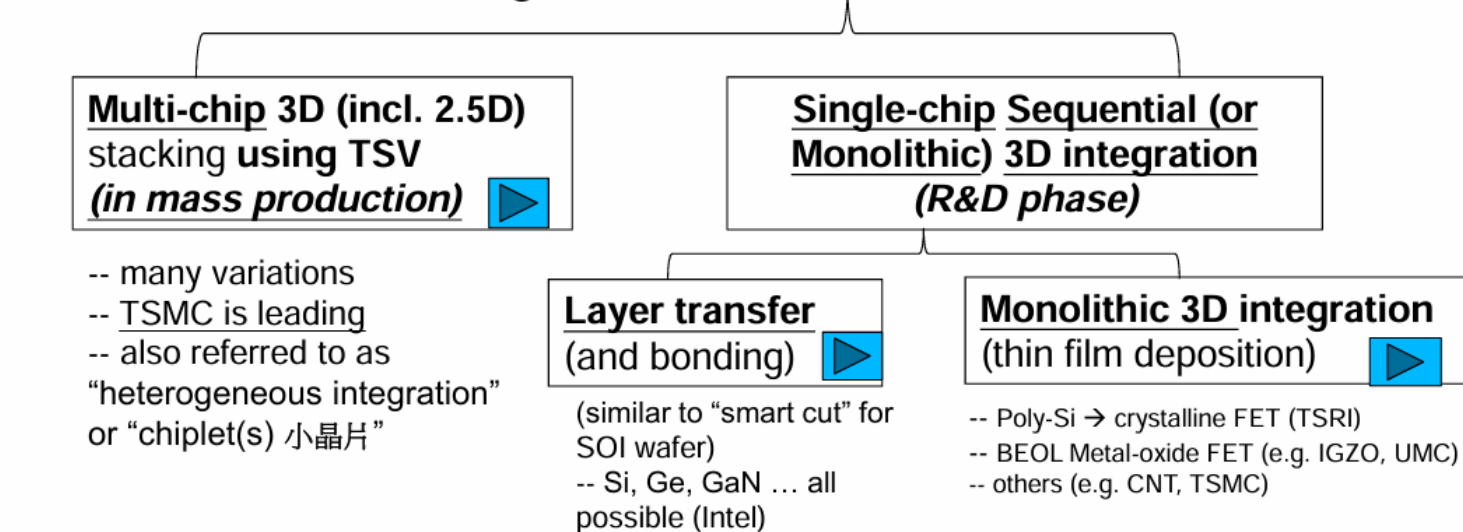 Multi-chip 3D (incl. 2.5D)
stacking using TSV
(in mass production)
-- many variations
-- TSMC is leading
-- also referred to as
“heterogeneous integration”
or “chiplet(s) 小晶片”
Single-chip Sequential (or
Monolithic) 3D integration
(R&D phase)
Layer transfer
(and bonding)
(similar to “smart cut” for
SOI wafer)
-- Si, Ge, GaN … all
possible (Intel)
Monolithic 3D integration
(thin film deposition)
-- Poly-Si → crystalline FET (TSRI)
-- BEOL Metal-oxide FET (e.g. IGZO, UMC)
-- others (e.g. CNT, TSMC)